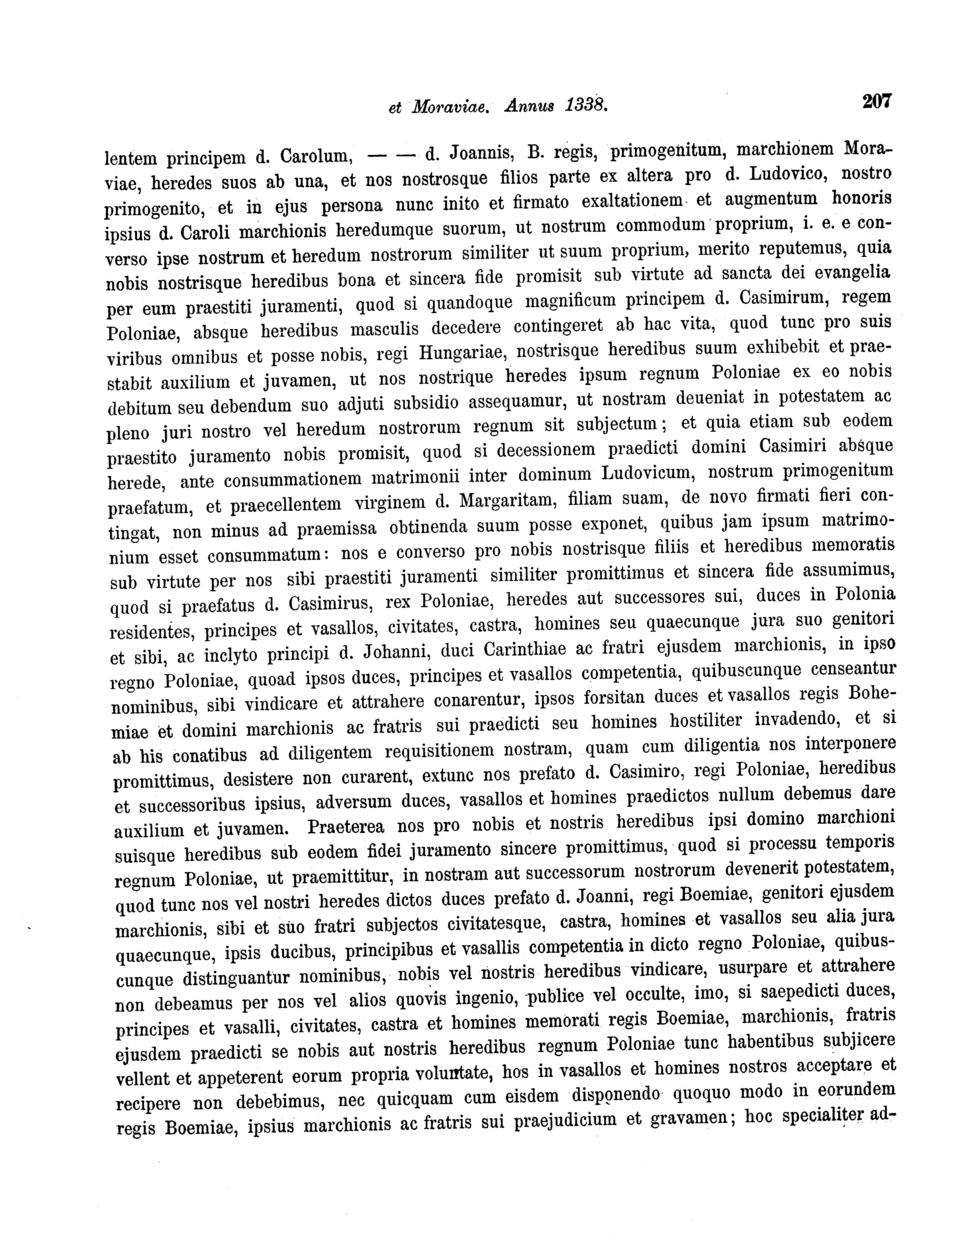 et Moraviae. Annus 1338. 207
lentem principem d. Carolum, — — d. Joannis, B. regis, primogenitum, marchionem Mora-
viae, heredes suos ab una, et nos nostrosque filios parte ex altera pro d. Ludovico, nostro
primogenito, et in ejus persona nunc inito et firmato exaltationem et augmentum honoris
ipsius d. Caroli marchionis heredumque suorum, ut nostrum commodum proprium, i. e. e con-
verso ipse nostrum et heredum nostrorum similiter ut suum proprium, merito reputemus, quia
nobis nostrisque heredibus bona et sincera fide promisit sub virtute ad sancta dei evangelia
per eum praestiti juramenti, quod si quandoque magnificum principem d. Casimirum, regem
Poloniae, absque heredibus masculis decedere contingeret ab hac vita, quod tunc pro suis
viribus omnibus et posse nobis, regi Hungariae, nostrisque heredibus suum exhibebit et prae-
stabit auxilium et juvamen, ut nos nostrique heredes ipsum regnum Poloniae ex eo nobis
debitum seu debendum suo adjuti subsidio assequamur, ut nostram deueniat in potestatem ac
pleno juri nostro vel heredum nostrorum regnum sit subjectum; et quia etiam sub eodem
praestito juramento nobis promisit, quod si decessionem praedicti domini Casimiri absque
herede, ante consummationem matrimonii inter dominum Ludovicum, nostrum primogenitum
praefatum, et praecellentem virginem d. Margaritam, filiam suam, de novo firmati fieri con-
tingat, non minus ad praemissa obtinenda suum posse exponet, quibus jam ipsum matrimo-
nium esset consummatum: nos e converso pro nobis nostrisque filiis et heredibus memoratis
sub virtute per nos sibi praestiti juramenti similiter promittimus et sincera fide assumimus,
quod si praefatus d. Casimirus, rex Poloniae, heredes aut successores sui, duces in Polonia
residentes, principes et vasallos, civitates, castra, homines seu quaecunque jura suo genitori
et sibi, ac inclyto principi d. Johanni, duci Carinthiae ac fratri ejusdem marchionis, in ipso
regno Poloniae, quoad ipsos duces, principes et vasallos competentia, quibuscunque censeantur
nominibus, sibi vindicare et attrahere conarentur, ipsos forsitan duces et vasallos regis Bohe-
miae et domini marchionis ac fratris sui praedicti seu homines hostiliter invadendo, et si
ab his conatibus ad diligentem requisitionem nostram, quam cum diligentia nos interponere
promittimus, desistere non curarent, extunc nos prefato d. Casimiro, regi Poloniae, heredibus
et successoribus ipsius, adversum duces, vasallos et homines praedictos nullum debemus dare
auxilium et juvamen. Praeterea nos pro nobis et nostris heredibus ipsi domino marchioni
suisque heredibus sub eodem fidei juramento sincere promittimus, quod si processu temporis
regnum Poloniae, ut praemittitur, in nostram aut successorum nostrorum devenerit potestatem,
quod tunc nos vel nostri heredes dictos duces prefato d. Joanni, regi Boemiae, genitori ejusdem
marchionis, sibi et suo fratri subjectos civitatesque, castra, homines et vasallos seu alia jura
quaecunque, ipsis ducibus, principibus et vasallis competentia in dicto regno Poloniae, quibus-
cunque distinguantur nominibus, nobis vel nostris heredibus vindicare, usurpare et attrahere
non debeamus per nos vel alios quovis ingenio, publice vel occulte, imo, si saepedicti duces,
principes et vasalli, civitates, castra et homines memorati regis Boemiae, marchionis, fratris
ejusdem praedicti se nobis aut nostris heredibus regnum Poloniae tunc habentibus subjicere
vellent et appeterent eorum propria voluntate, hos in vasallos et homines nostros acceptare et
recipere non debebimus, nec quicquam cum eisdem disponendo quoquo modo in eorundem
regis Boemiae, ipsius marchionis ac fratris sui praejudicium et gravamen; hoc specialiter ad-